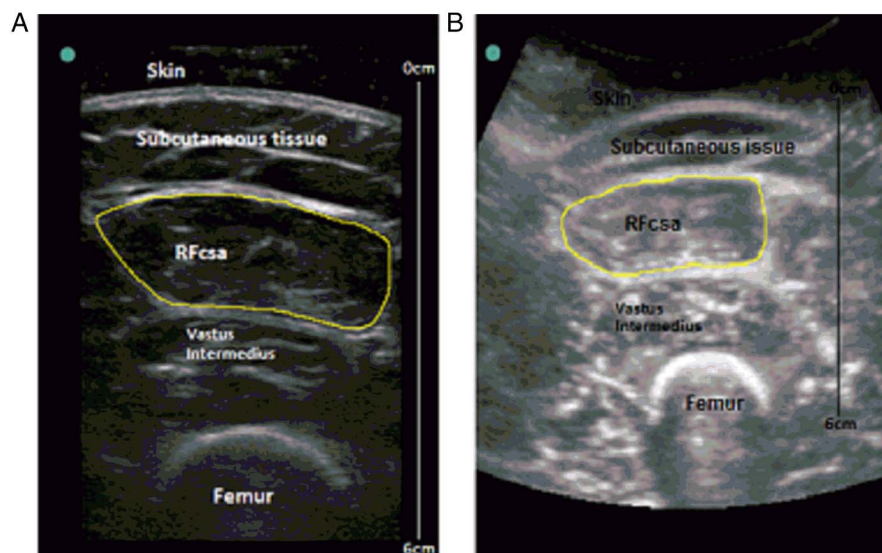 A
Skin
0cm
Subcutaneous tissue
RFcsa
Vastus
Intermedius
Femur
6cm
B
Skin
0cm
Subcutaneous issue
RFcsa
Vastus
Intermedius
Femur
6cm